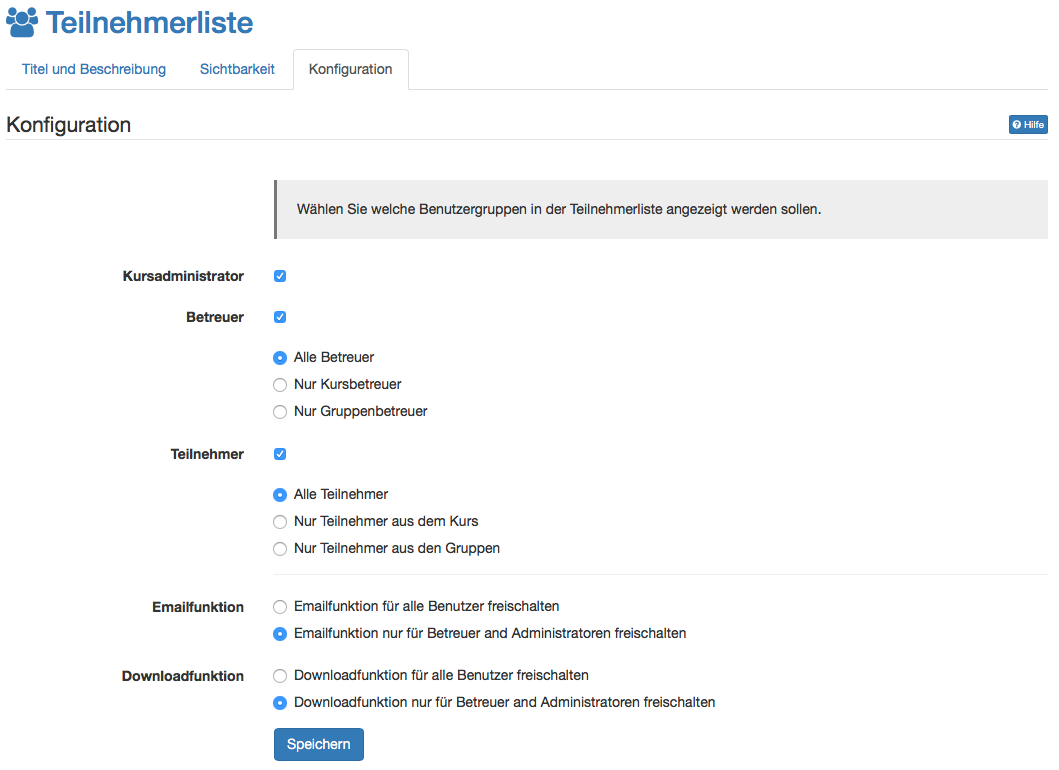 Teilnehmerliste
Titel und Beschreibung Sichtbarkeit Konfiguration
Konfiguration
Hilfe
Wählen Sie welche Benutzergruppen in der Teilnehmerliste angezeigt werden sollen.
Kursadministrator
Betreuer
Alle Betreuer
Nur Kursbetreuer
Nur Gruppenbetreuer
Teilnehmer
Alle Teilnehmer
Nur Teilnehmer aus dem Kurs
Nur Teilnehmer aus den Gruppen
Emailfunktion Emailfunktion für alle Benutzer freischalten
Emailfunktion nur für Betreuer and Administratoren freischalten
Downloadfunktion Downloadfunktion für alle Benutzer freischalten
Downloadfunktion nur für Betreuer and Administratoren freischalten
Speichern